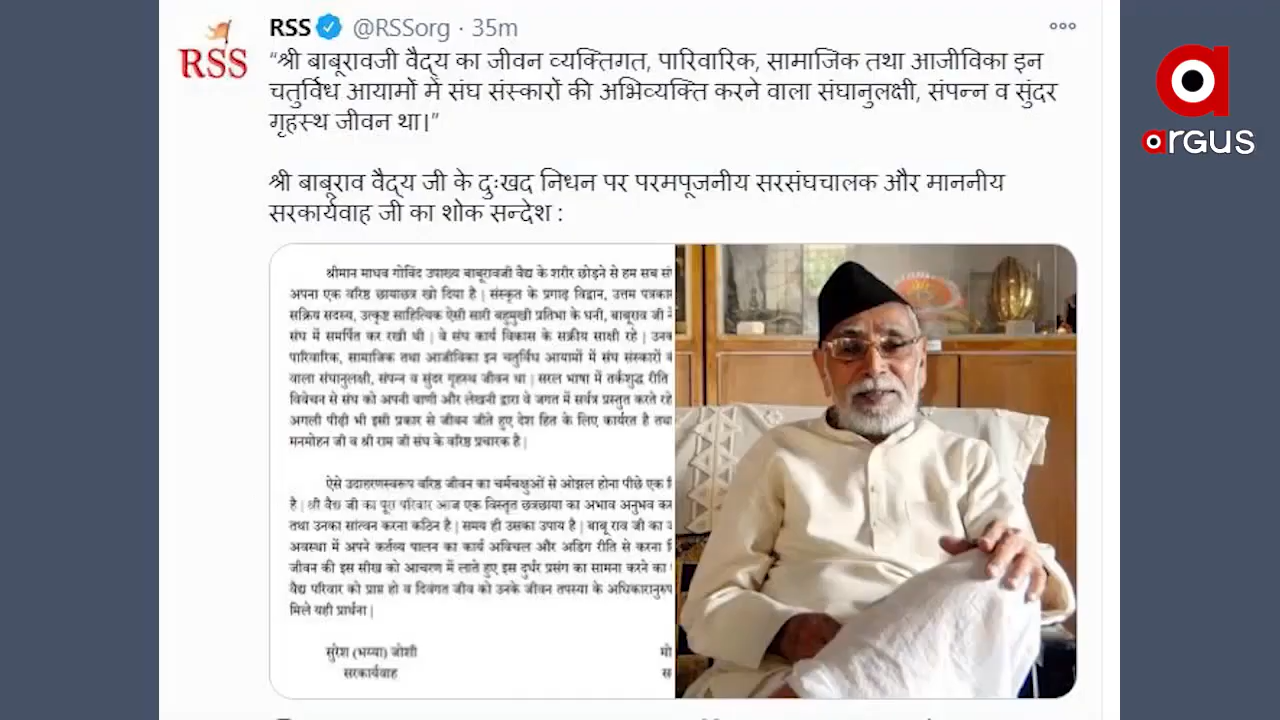 RSS @RSSorg · 35m
RSS
"श्री बाबूरावजी वैद्य का जीवन व्यक्तिगत, पारिवारिक, सामाजिक तथा आजीविका इन
चतुर्विध आयामों में संघ संस्कारों की अभिव्यक्ति करने वाला संघानुलक्षी, संपन्न व सुंदर
गृहस्थ जीवन था।"
श्री बाबूराव वैद्य जी के दुःखद निधन पर परमपूजनीय सरसंघचालक और माननीय
सरकार्यवाह जी का शोक सन्देश :
श्रीमान माधव गोविंद उपाख्य बाबूरावजी वैद्य के शरीर छोड़ने से हम सब
अपना एक वरिष्ठ छायाछत्र खो दिया है | संस्कृत के प्रगाढ़ विद्वान, उत्तम पत्रकार
सक्रिय सदस्य, उत्कृष्ट साहित्यिक ऐसी सारी बहुमुखी प्रतिभा के धनी, बाबूराव जी ने
संघ में समर्पित कर रखी थी | वे संघ कार्य विकास के सक्रीय साक्षी रहे |
पारिवारिक, सामाजिक तथा आजीविका इन चतुर्विध आयामों में संघ संस्कारों
वाला संघानुलक्षी, संपन्न व सुंदर गृहस्थ जीवन था | सरल भाषा में तर्कशुद्ध रीति
विवेचन से संघ को अपनी वाणी और लेखनी द्वारा वे जगत में सर्वत्र प्रस्तुत करते रहे
अगली पीढ़ी भी इसी प्रकार से जीवन जीते हुए देश हित के लिए कार्यरत है
मनमोहन जी व श्री राम जी संघ के वरिष्ठ प्रचारक है |
ऐसे उदाहरणस्वरूप वरिष्ठ जीवन का चर्मचक्षुओं से ओझल होना पीछे एक
है | श्री वैद्य जी का पूरा परिवार आज एक विस्तृत छत्रछाया का अभाव अनुभव
तथा उनका सांत्वन करना कठिन है | समय ही उसका उपाय है | बाबू राव जी का
अवस्था में अपने कर्तव्य पालन का कार्य अविचल और अडिग रीति से करना
जीवन की इस सीख को आचरण में लाते हुए इस दुर्धर प्रसंग का सामना करने का
वैद्य परिवार को प्राप्त हो व दिवंगत जीव को उनके जीवन तपस्या के
मिले यही प्रार्थना |
सुरेश (भय्या) जोशी
सरकार्यवाह
argus